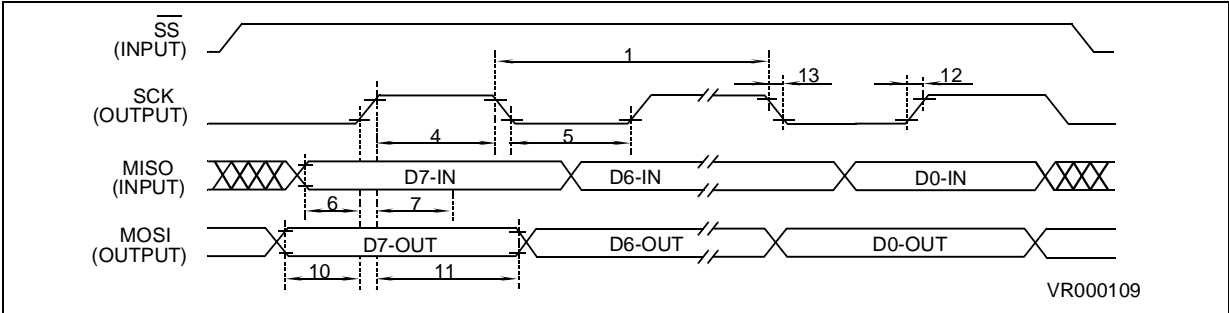 SS
(INPUT)
1
13
12
SCK
(OUTPUT)
4
5
MISO
(INPUT)
D7-IN
D6-IN
D0-IN
6
7
MOSI
(OUTPUT)
D7-OUT
D6-OUT
D0-OUT
10
11
VR000109